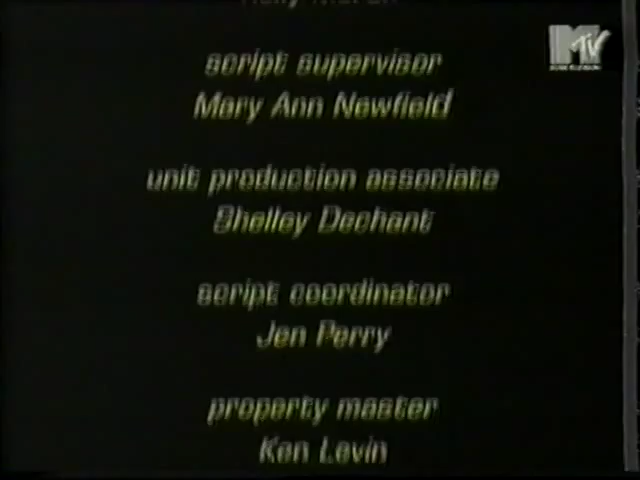 MTV
script supervisor
Mary Ann Newfield
unit production associate
Shelley Dechant
script coordinator
Jen Perry
property master
Ken Levin